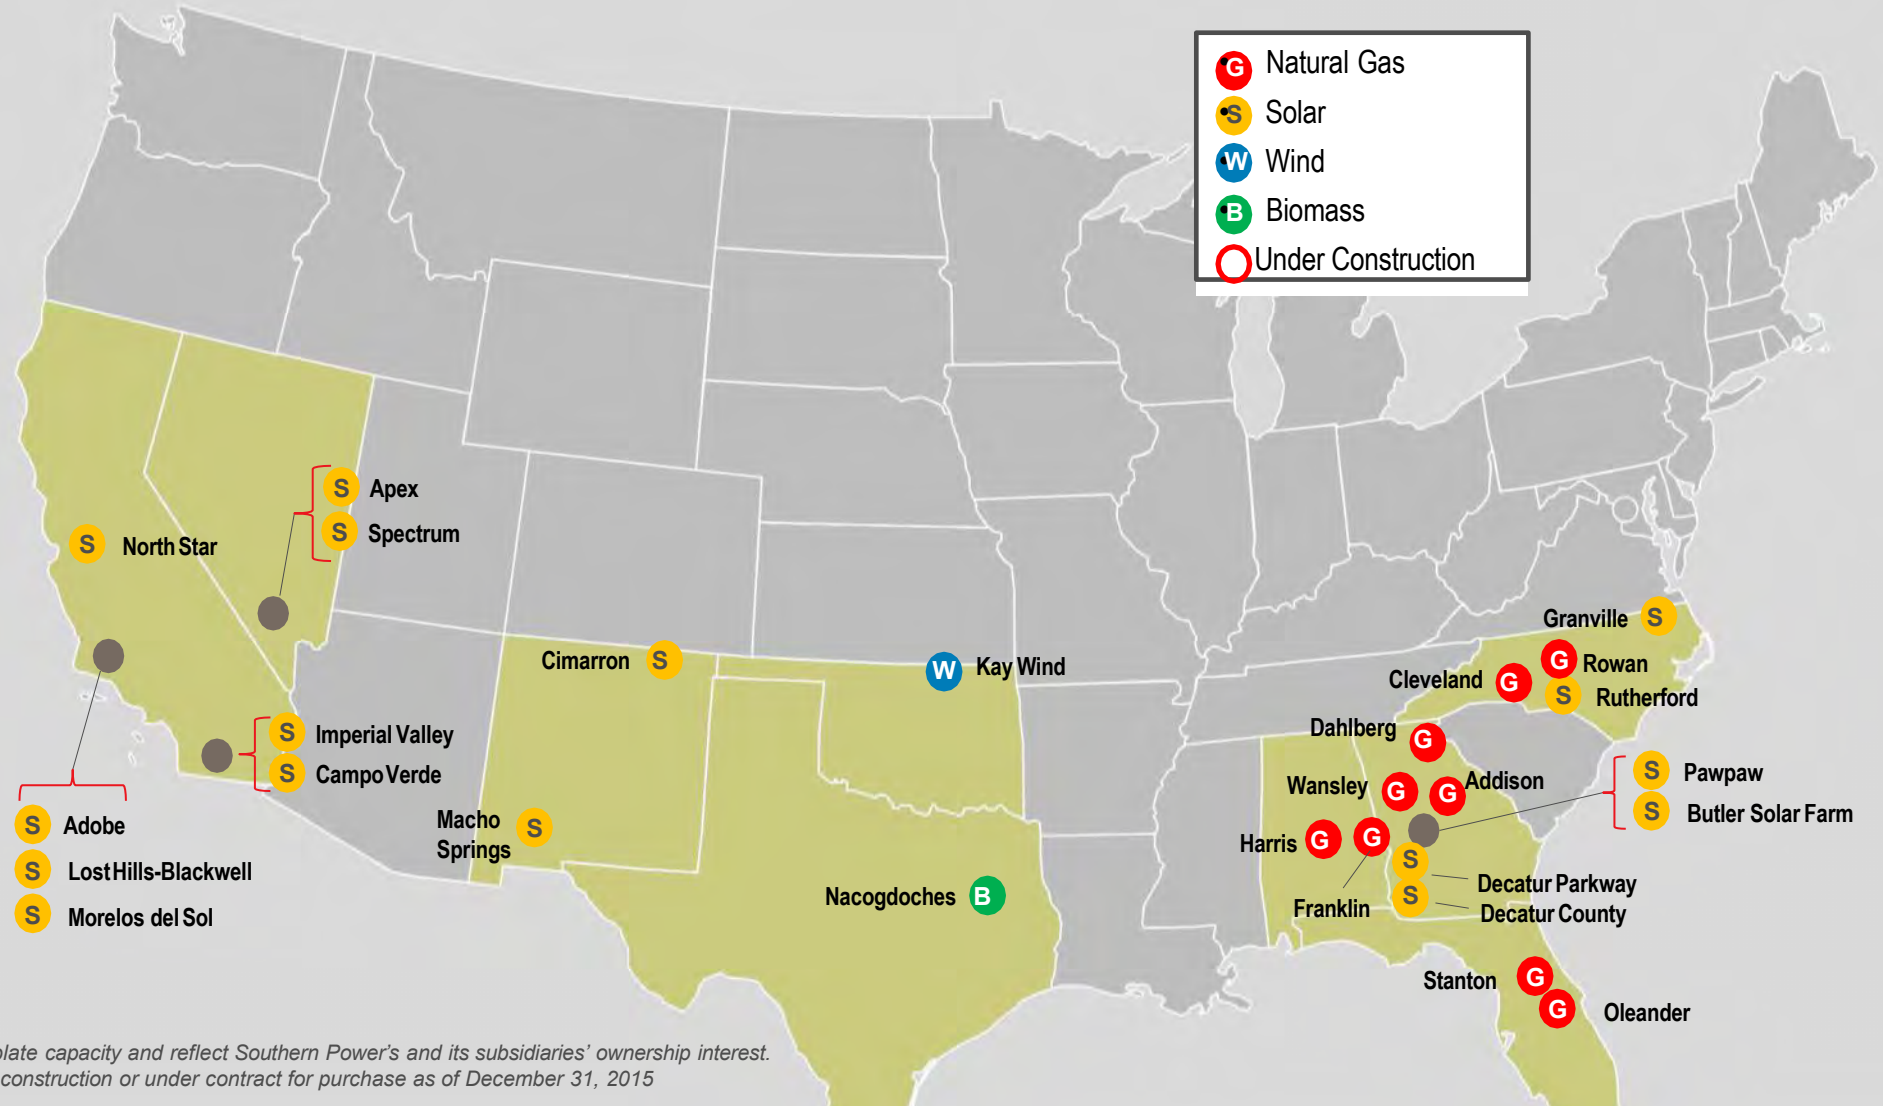 G Natural Gas
S Solar
W Wind
B Biomass
Under Construction
S Apex
S Spectrum
S North Star
Granville S
Cimarron S
W Kay Wind
G Rowan
Cleveland G
S Rutherford
Dahlberg G
S Imperial Valley
S Campo Verde
S Pawpaw
S Butler Solar Farm
Wansley G
G Addison
S Adobe
S Lost Hills-Blackwell
S Morelos del Sol
Macho
Springs S
Harris G
G
Franklin
S
Decatur Parkway
S
Decatur County
Nacogdoches B
Stanton G
G Oleander
plate capacity and reflect Southern Power's and its subsidiaries' ownership interest.
construction or under contract for purchase as of December 31, 2015